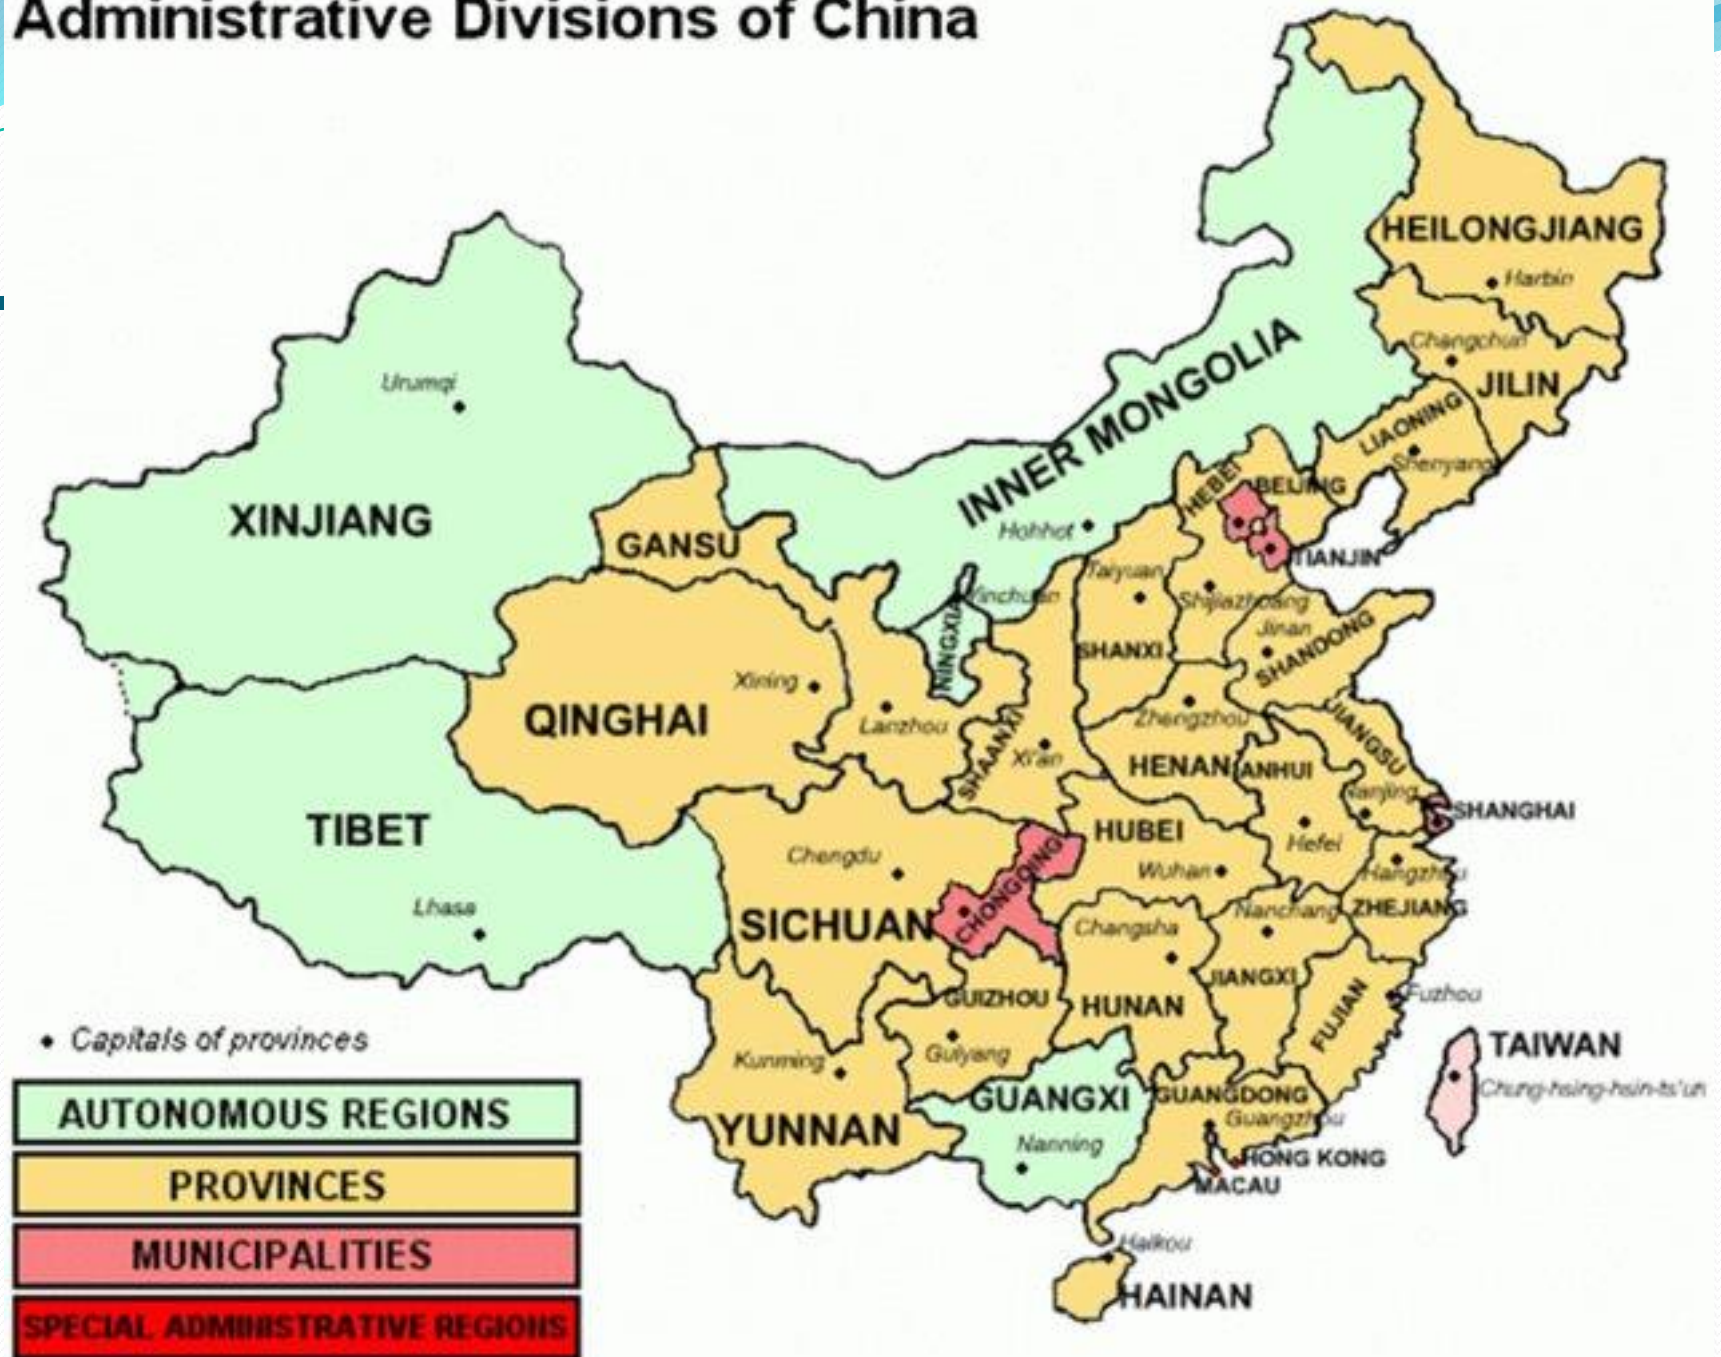 Administrative Divisions of China
HEILONGJIANG
Harbin
Changchun
JILIN
LIAONING
Shenyang
INNER MONGOLIA
Hohhot
HEBEI
BEIJING
TIANJIN
Urumqi
XINJIANG
GANSU
Yinchuan
NINGXIA
Taiyuan
Shijiazhoang
Jinan
SHANDONG
SHANXI
Xining
QINGHAI
Lanzhou
SHAANXI
Xi'an
Zhengzhou
HENAN
ANHUI
JIANGSU
Nanjing
SHANGHAI
TIBET
Lhasa
Chengdu
SICHUAN
CHONGQING
HUBEI
Wuhan
Hefei
Hangzhou
ZHEJIANG
Changsha
Nanchang
HUNAN
JIANGXI
FUJIAN
Fuzhou
GUIZHOU
Guiyang
Kunming
YUNNAN
GUANGXI
Nanning
GUANGDONG
Guangzhou
HONG KONG
MACAU
TAIWAN
Chung-hsing-hsin-ts'un
Haikou
HAINAN
Capitals of provinces
AUTONOMOUS REGIONS
PROVINCES
MUNICIPALITIES
SPECIAL ADMINISTRATIVE REGIONS